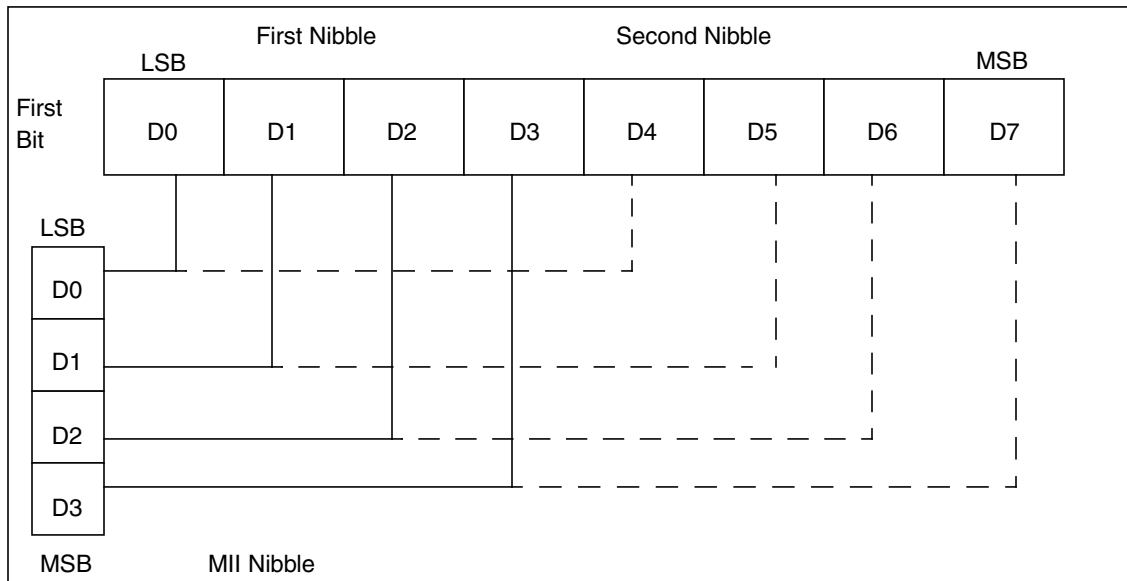 First Nibble Second Nibble
LSB MSB
First
Bit
D0 D1 D2 D3 D4 D5 D6 D7
LSB
D0
D1
D2
D3
MSB MII Nibble